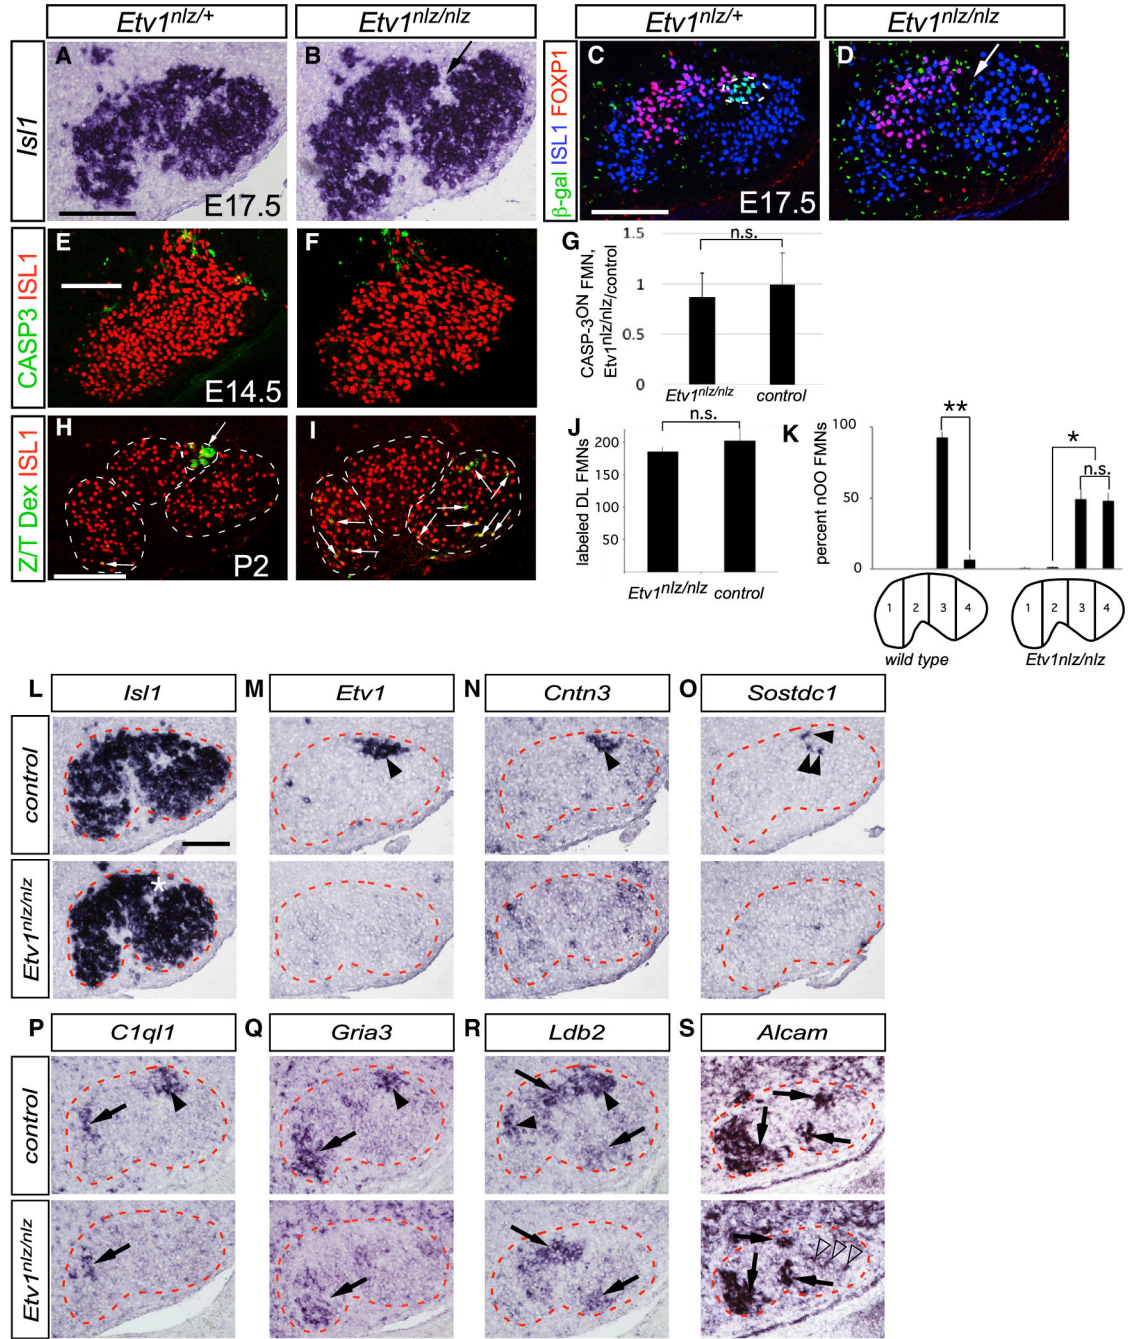 Etv1nlz/+
Etv1nlz/nlz
Etv1nlz/+
Etv1nlz/nlz
Isl1
A
E17.5
B
β-gal ISL1 FOXP1
C
E17.5
D
CASP3 ISL1
E
E14.5
F
G
CASP-3ON FMN,
Etv1nlz/nlz/control
1.5
1
0.5
0
n.s.
Etv1nlz/nlz
control
Z/T Dex ISL1
H
P2
I
J
labeled DL FMNs
200
150
100
50
n.s.
Etv1nlz/nlz control
K
percent nOO FMNs
100
50
0
**
*
n.s.
1 2 3 4
1 2 3 4
wild type
Etv1nlz/nlz
L
Isl1
M
Etv1
N
Cntn3
O
Sostdc1
control
Etv1nlz/nlz
*
P
C1ql1
Q
Gria3
R
Ldb2
S
Alcam
control
Etv1nlz/nlz